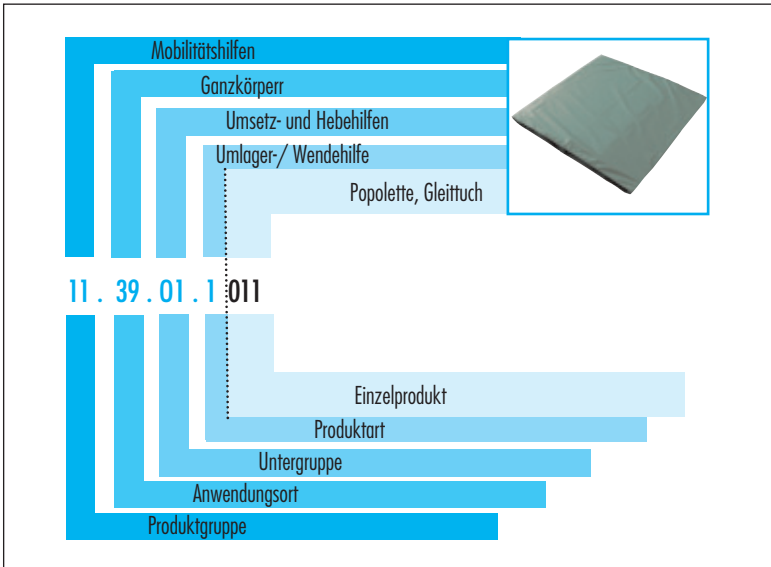 Mobilitätshilfen
Ganzkörperr
Umsetz- und Hebehilfen
Umlager-/ Wendehilfe
Popolette, Gleittuch
11 . 39 . 01 . 1 011
Einzelprodukt
Produktart
Untergruppe
Anwendungsort
Produktgruppe